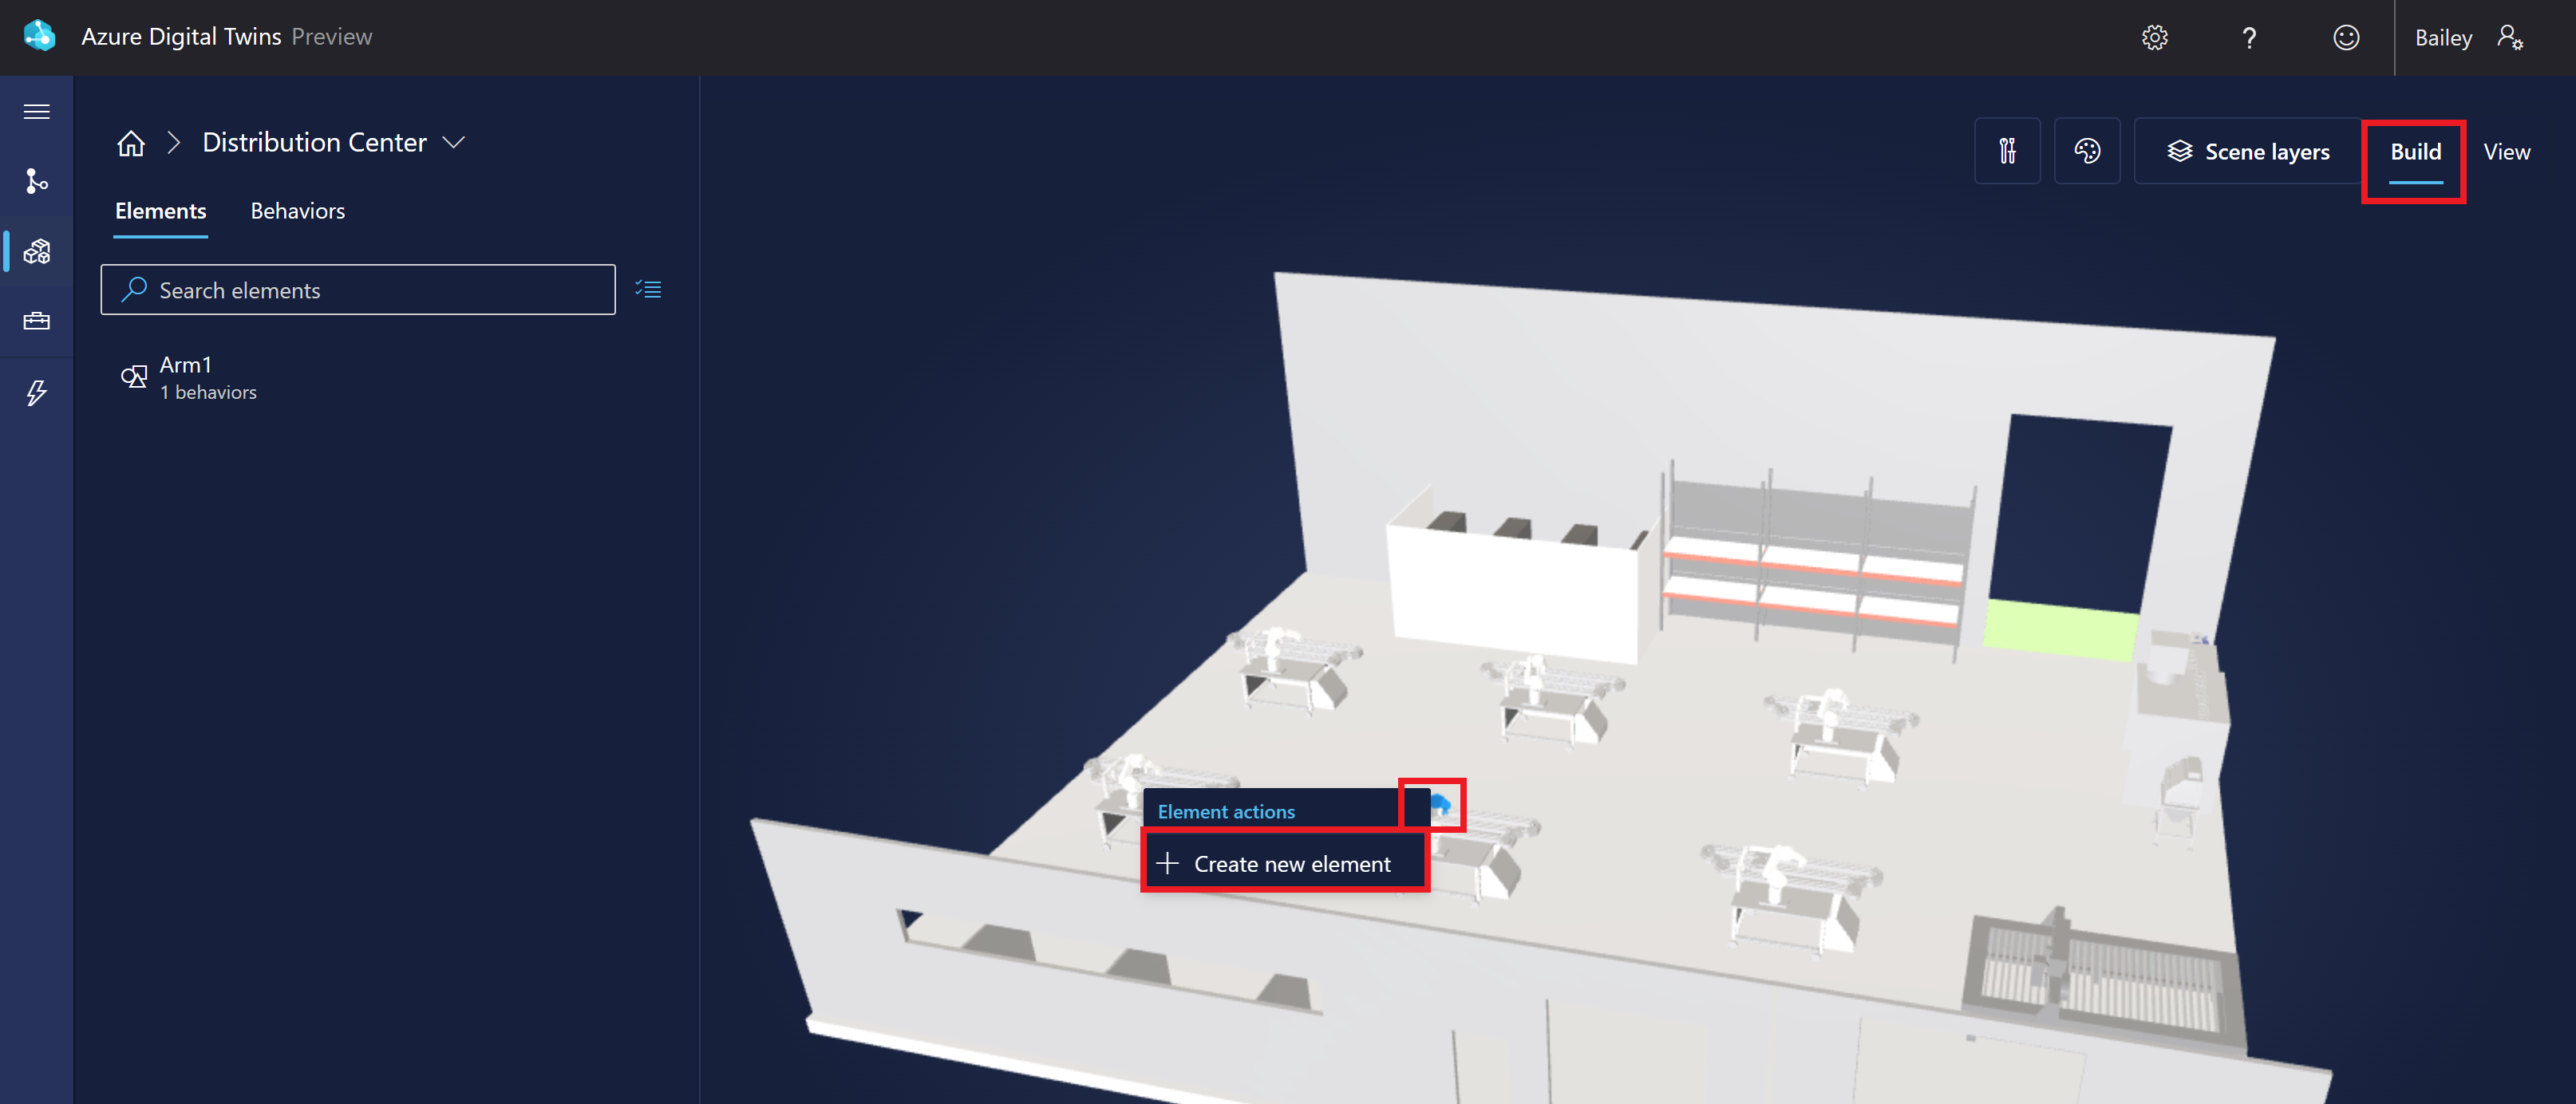 Azure Digital Twins Preview
?
Bailey
Distribution Center
Scene layers
Build
View
Elements
Behaviors
Search elements
Arm1
1 behaviors
Element actions
Create new element